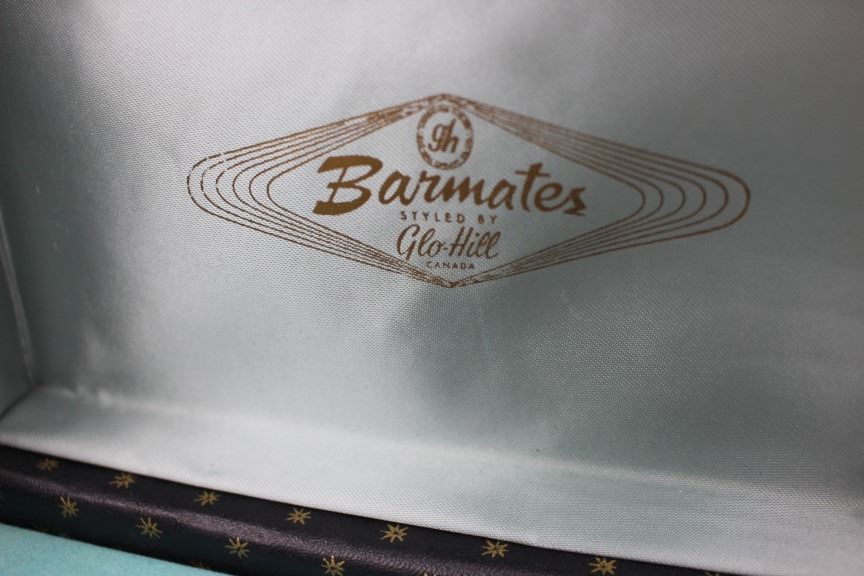 gh
Barmates
STYLED BY
Glo-Hill
CANADA